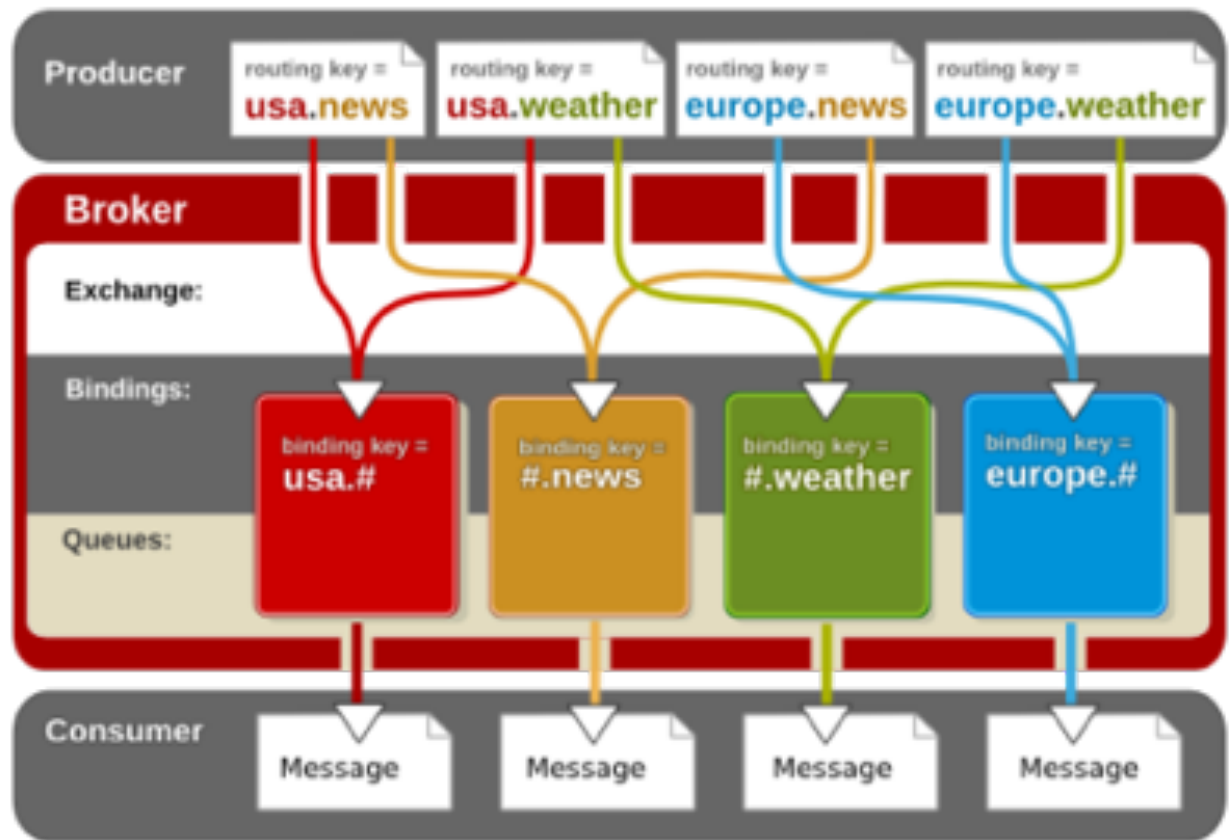 Producer
routing key =
usa.news
routing key =
usa.weather
routing key =
europe.news
routing key =
europe.weather
Broker
Exchange:
Bindings:
binding key =
usa.#
binding key =
#.news
binding key =
#.weather
binding key =
europe.#
Queues:
Consumer
Message
Message
Message
Message